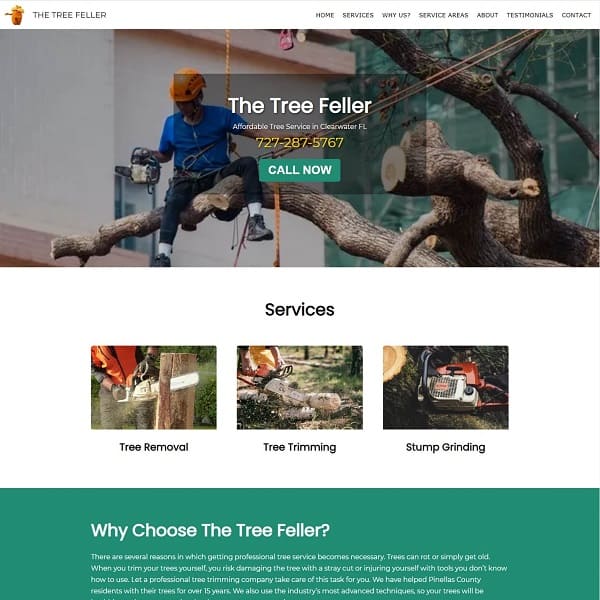 THE TREE FELLER
HOME SERVICES WHY US? SERVICE AREAS ABOUT TESTIMONIALS CONTACT
The Tree Feller
Affordable Tree Service in Clearwater FL
727-287-5767
CALL NOW
Services
Tree Removal
Tree Trimming
Stump Grinding
Why Choose The Tree Feller?
There are several reasons in which getting professional tree service becomes necessary. Trees can rot or simply get old.
When you trim your trees yourself, you risk damaging the tree with a stray cut or injuring yourself with tools you don’t know
how to use. Let a professional tree trimming company take care of this task for you. We have helped Pinellas County
residents with their trees for over 15 years. We also use the industry’s most advanced techniques, so your trees will be